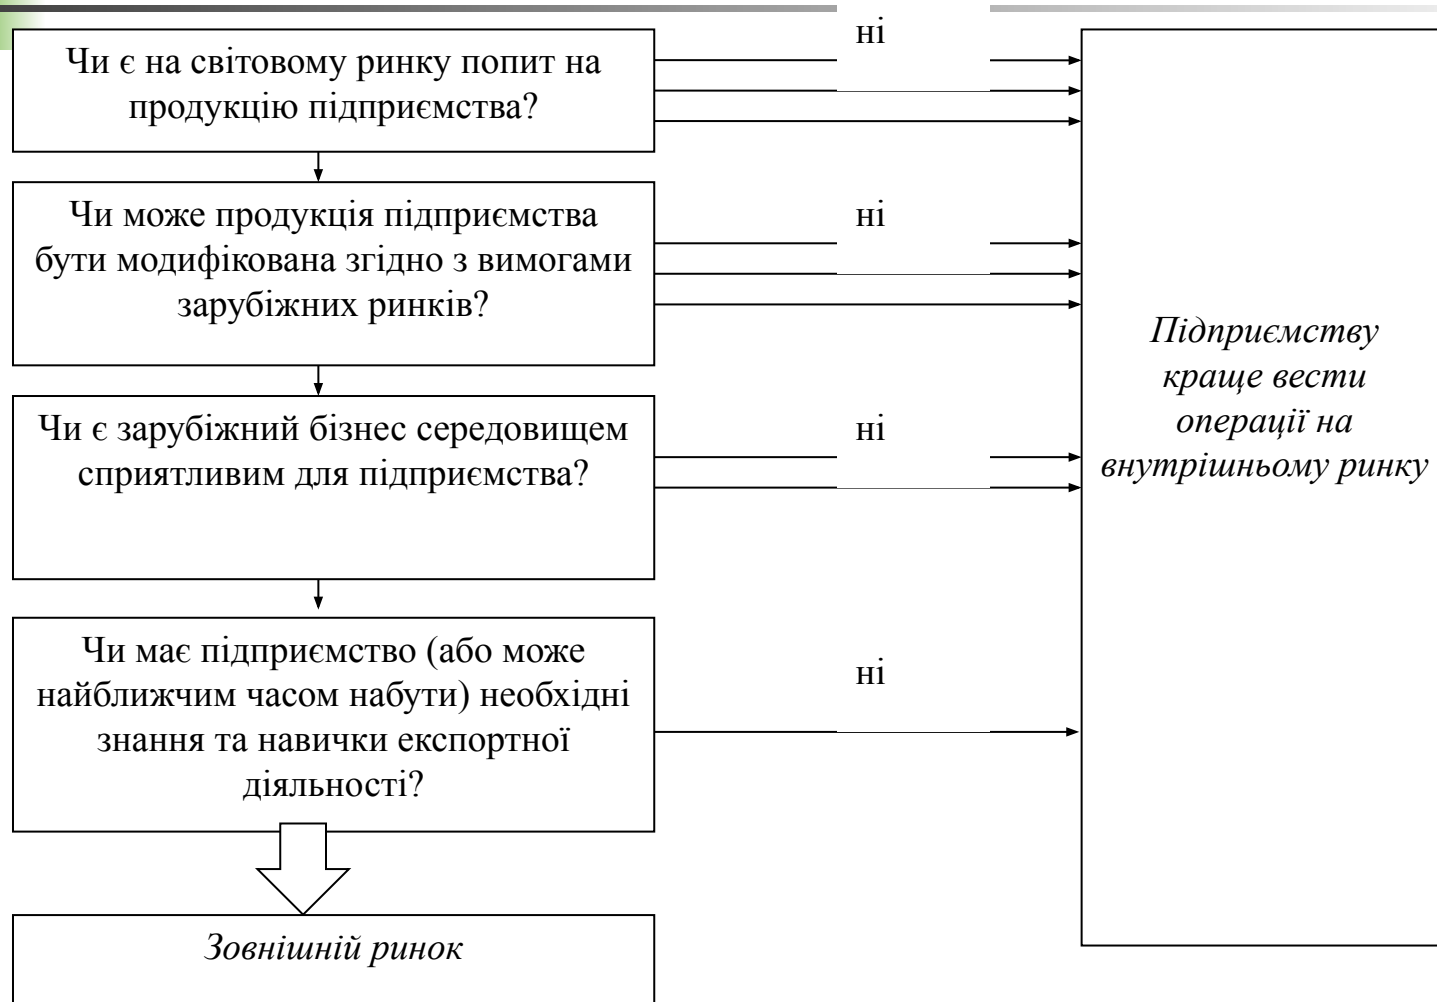 Чи є на світовому ринку попит на
продукцію підприємства?
ні
Чи може продукція підприємства
бути модифікована згідно з вимогами
зарубіжних ринків?
ні
Чи є зарубіжний бізнес середовищем
сприятливим для підприємства?
ні
Чи має підприємство (або може
найближчим часом набути) необхідні
знання та навички експортної
діяльності?
ні
Підприємству
краще вести
операції на
внутрішньому ринку
Зовнішній ринок